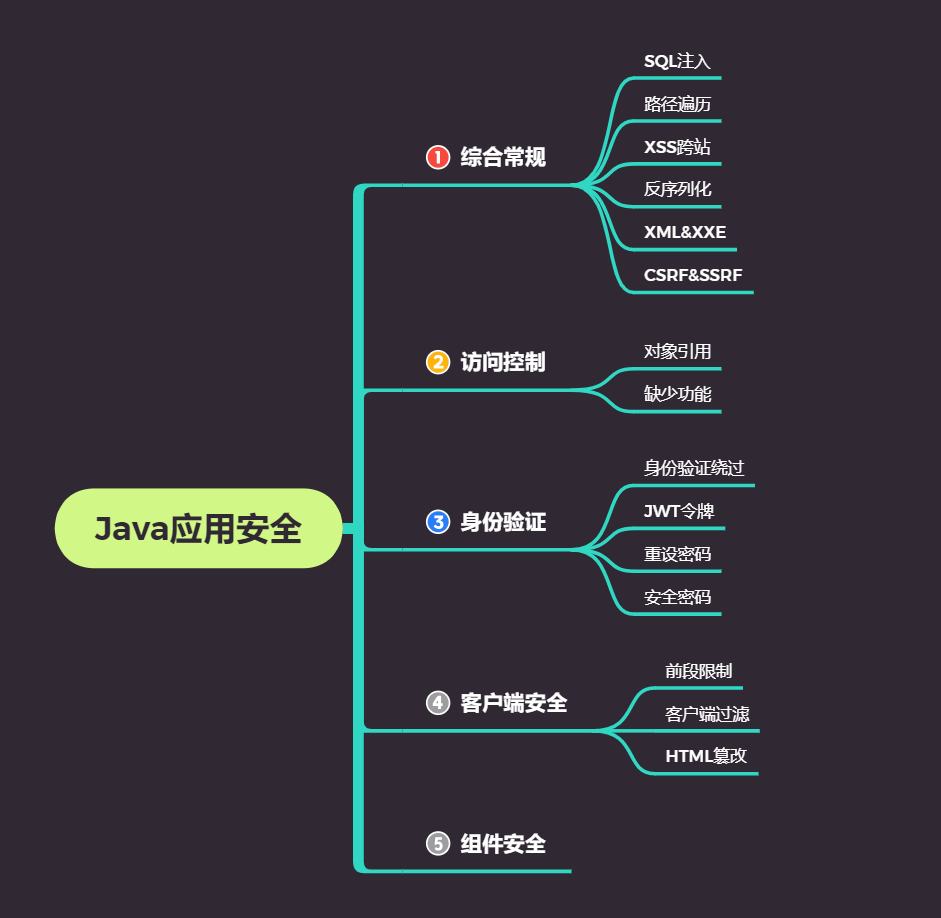 Java应用安全
1 综合常规
SQL注入
路径遍历
XSS跨站
反序列化
XML&XXE
CSRF&SSRF
2 访问控制
对象引用
缺少功能
3 身份验证
身份验证绕过
JWT令牌
重设密码
安全密码
4 客户端安全
前段限制
客户端过滤
HTML篡改
5 组件安全